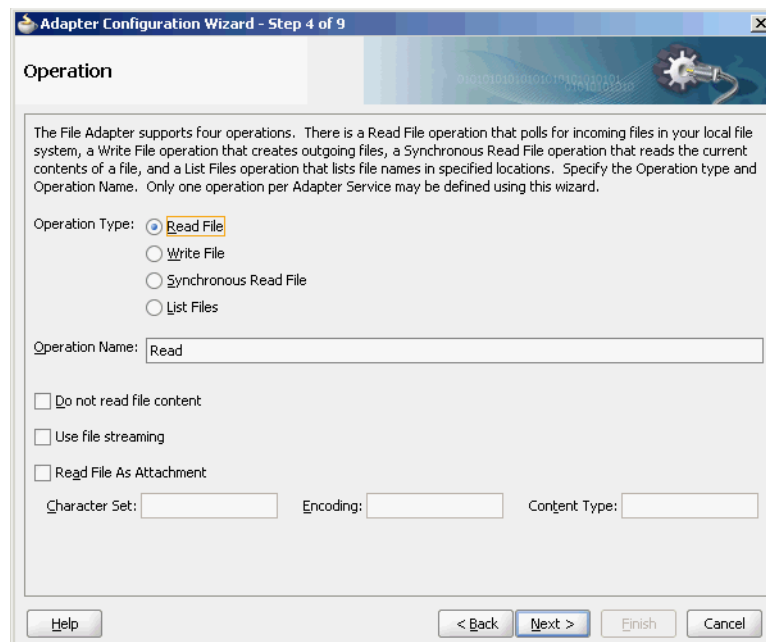 Adapter Configuration Wizard - Step 4 of 9
Operation
The File Adapter supports four operations. There is a Read File operation that polls for incoming files in your local file
system, a Write File operation that creates outgoing files, a Synchronous Read File operation that reads the current
contents of a file, and a List Files operation that lists file names in specified locations. Specify the Operation type and
Operation Name. Only one operation per Adapter Service may be defined using this wizard.
Operation Type: Read File
Write File
Synchronous Read File
List Files
Operation Name: Read
Do not read file content
Use file streaming
Read File As Attachment
Character Set: Encoding: Content Type:
Help < Back Next > Finish Cancel